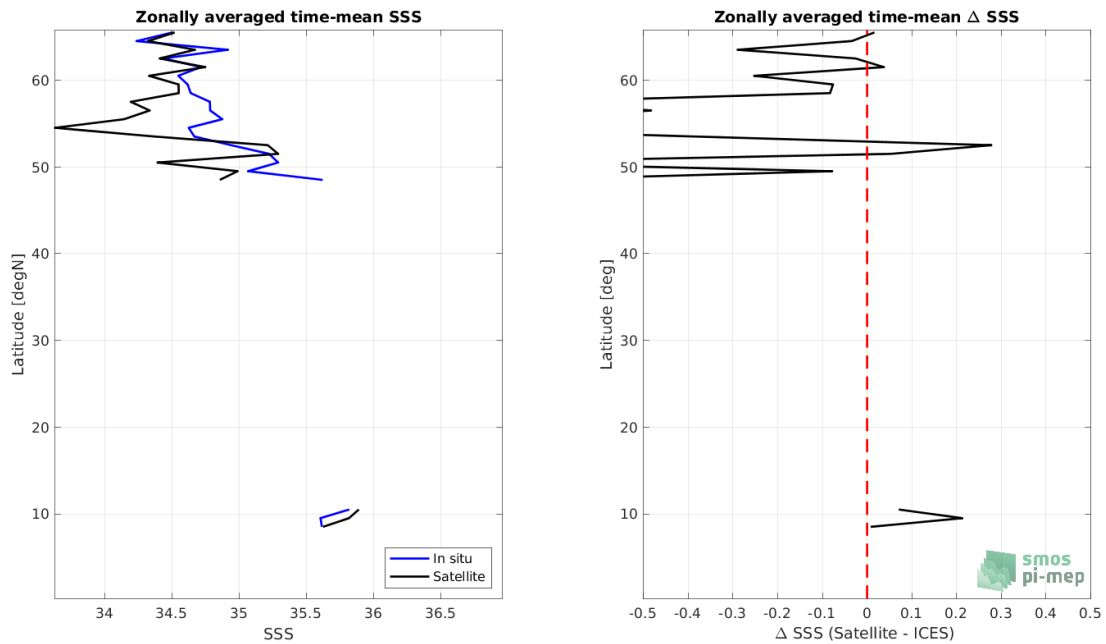 Zonally averaged time-mean SSS
60
50
40
30
20
10
Latitude [degN]
34
34.5
35
35.5
36
36.5
SSS
In situ
Satellite
Zonally averaged time-mean Δ SSS
60
50
40
30
20
10
Latitude [deg]
-0.5
-0.4
-0.3
-0.2
-0.1
0
0.1
0.2
0.3
0.4
0.5
Δ SSS (Satellite - ICES)
smos
pi-mep